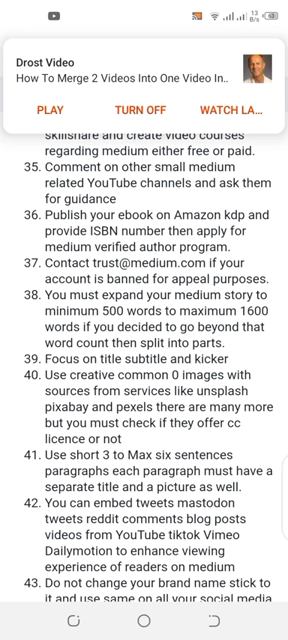 13
B/s
Drost Video
How To Merge 2 Videos Into One Video In..
PLAY
TURN OFF
WATCH LA...
skillshare and create video courses
regarding medium either free or paid.
35. Comment on other small medium
related YouTube channels and ask them
for guidance
36. Publish your ebook on Amazon kdp and
provide ISBN number then apply for
medium verified author program.
37. Contact trust@medium.com if your
account is banned for appeal purposes.
38. You must expand your medium story to
minimum 500 words to maximum 1600
words if you decided to go beyond that
word count then split into parts.
39. Focus on title subtitle and kicker
40. Use creative common 0 images with
sources from services like unsplash
pixabay and pexels there are many more
but you must check if they offer cc
licence or not
41. Use short 3 to Max six sentences
paragraphs each paragraph must have a
separate title and a picture as well.
42. You can embed tweets mastodon
tweets reddit comments blog posts
videos from YouTube tiktok Vimeo
Dailymotion to enhance viewing
experience of readers on medium
43. Do not change your brand name stick to
it and use same on all your social media